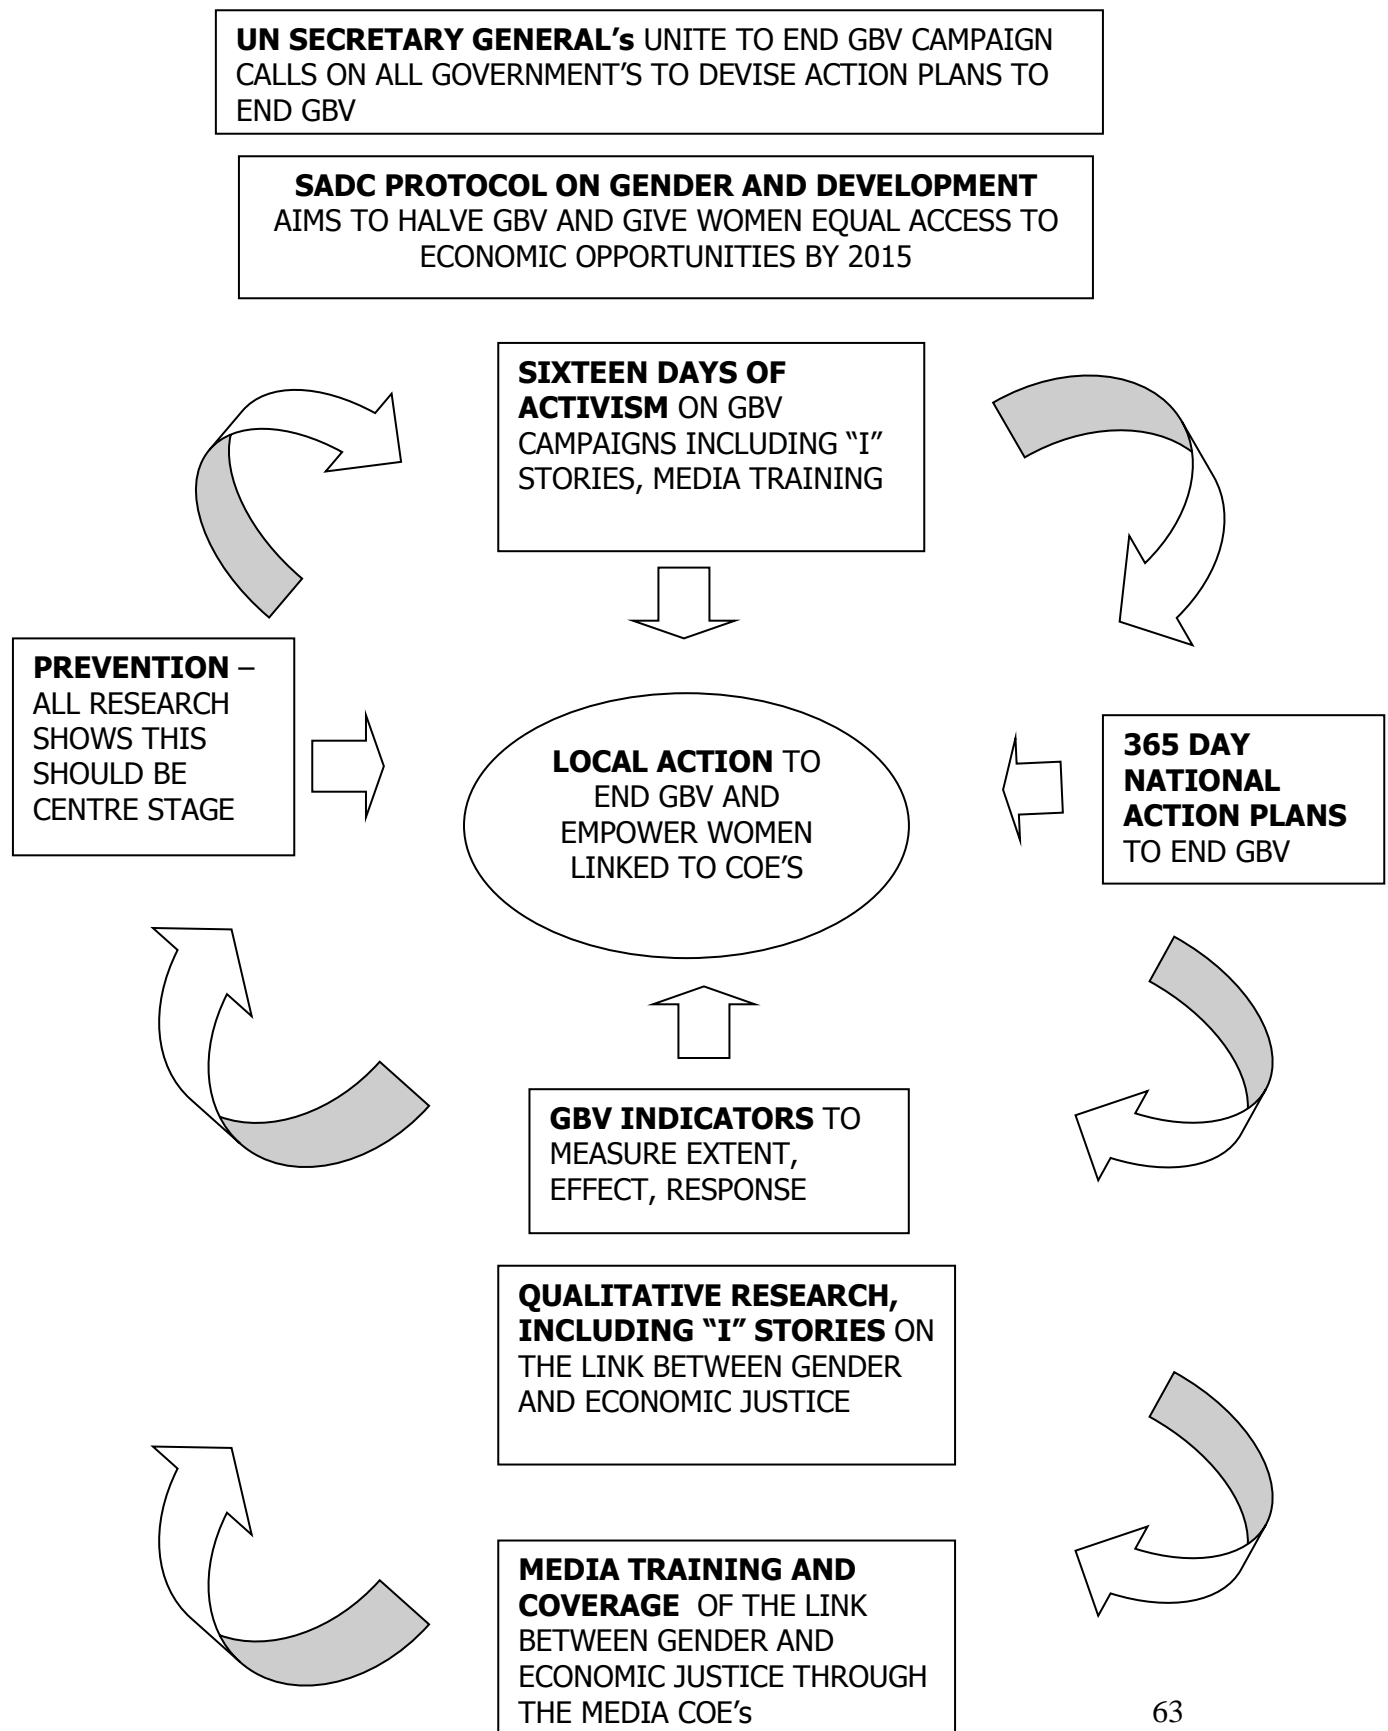 UN SECRETARY GENERAL’s UNITE TO END GBV CAMPAIGN
CALLS ON ALL GOVERNMENT’S TO DEVISE ACTION PLANS TO
END GBV
SADC PROTOCOL ON GENDER AND DEVELOPMENT
AIMS TO HALVE GBV AND GIVE WOMEN EQUAL ACCESS TO
ECONOMIC OPPORTUNITIES BY 2015
SIXTEEN DAYS OF
ACTIVISM ON GBV
CAMPAIGNS INCLUDING “I”
STORIES, MEDIA TRAINING
PREVENTION –
ALL RESEARCH
SHOWS THIS
SHOULD BE
CENTRE STAGE
LOCAL ACTION TO
END GBV AND
EMPOWER WOMEN
LINKED TO COE’S
365 DAY
NATIONAL
ACTION PLANS
TO END GBV
GBV INDICATORS TO
MEASURE EXTENT,
EFFECT, RESPONSE
QUALITATIVE RESEARCH,
INCLUDING “I” STORIES ON
THE LINK BETWEEN GENDER
AND ECONOMIC JUSTICE
MEDIA TRAINING AND
COVERAGE OF THE LINK
BETWEEN GENDER AND
ECONOMIC JUSTICE THROUGH
THE MEDIA COE’s
63